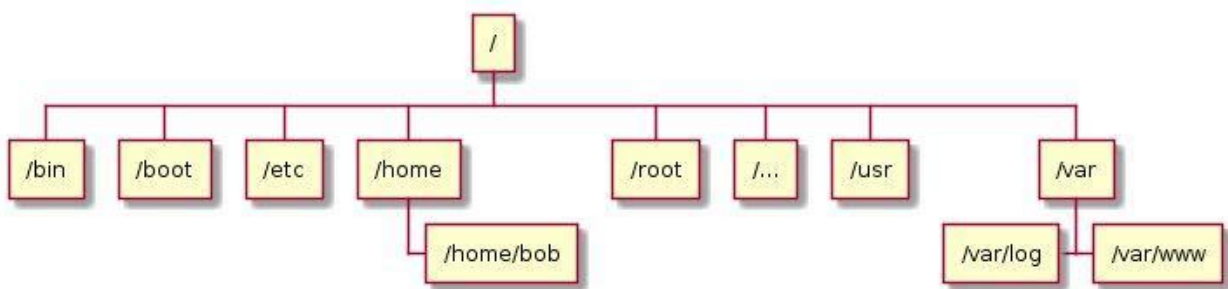 /
/bin
/boot
/etc
/home
/root
/...
/usr
/var
/home/bob
/var/log
/var/www